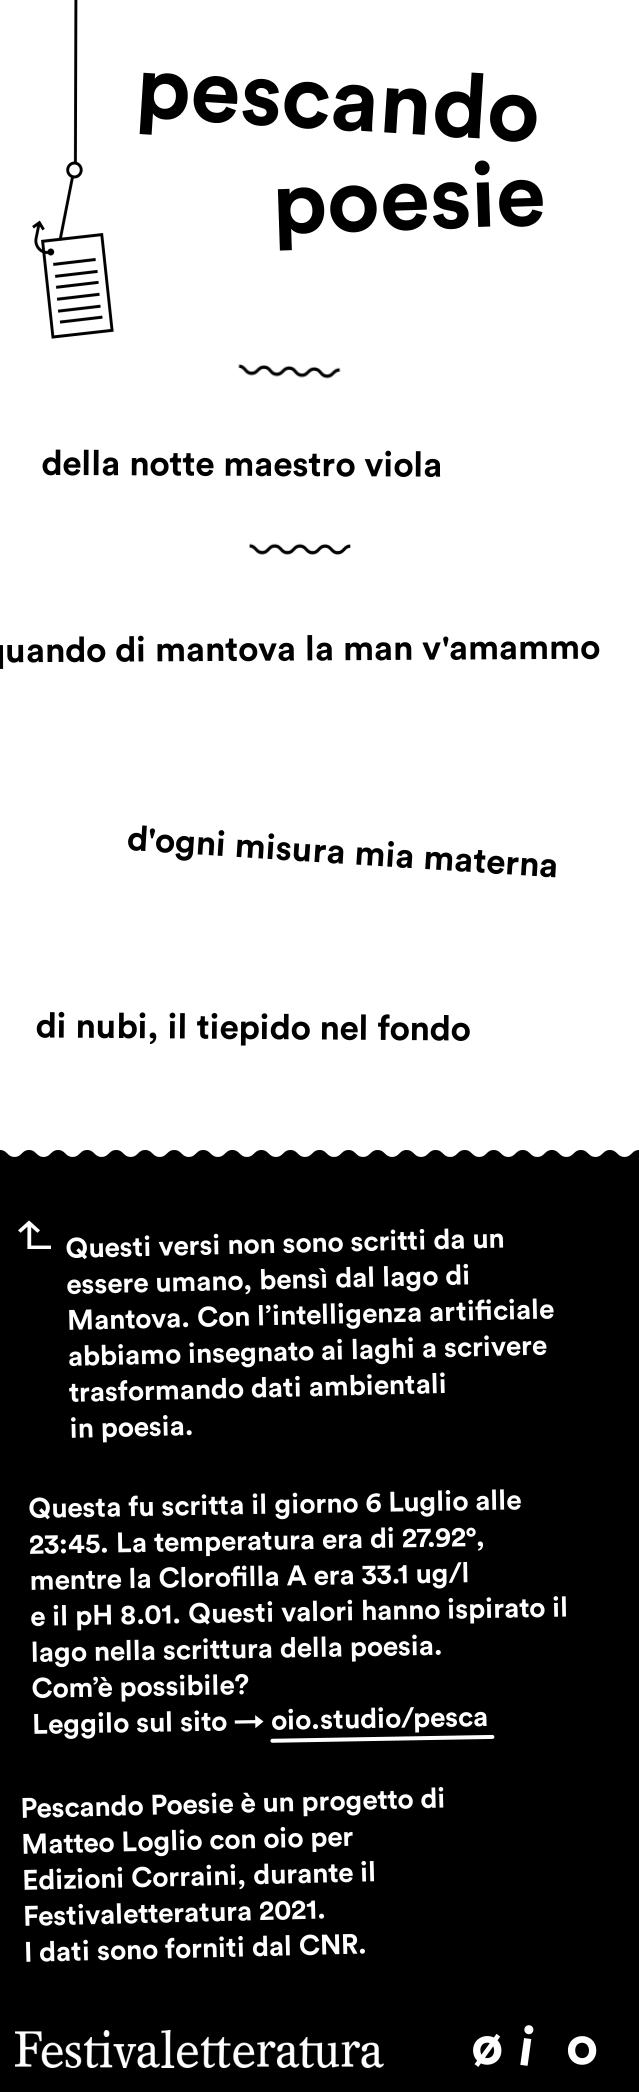 pescando
poesie
della notte maestro viola
quando di mantova la man v'amammo
d'ogni misura mia materna
di nubi, il tiepido nel fondo
Questi versi non sono scritti da un
essere umano, bensì dal lago di
Mantova. Con l’intelligenza artificiale
abbiamo insegnato ai laghi a scrivere
trasformando dati ambientali
in poesia.
Questa fu scritta il giorno 6 Luglio alle
23:45. La temperatura era di 27.92°,
mentre la Clorofilla A era 33.1 ug/l
e il pH 8.01. Questi valori hanno ispirato il
lago nella scrittura della poesia.
Com’è possibile?
Leggilo sul sito → oio.studio/pesca
Pescando Poesie è un progetto di
Matteo Loglio con oio per
Edizioni Corraini, durante il
Festivaletteratura 2021.
I dati sono forniti dal CNR.
Festivaletteratura øio